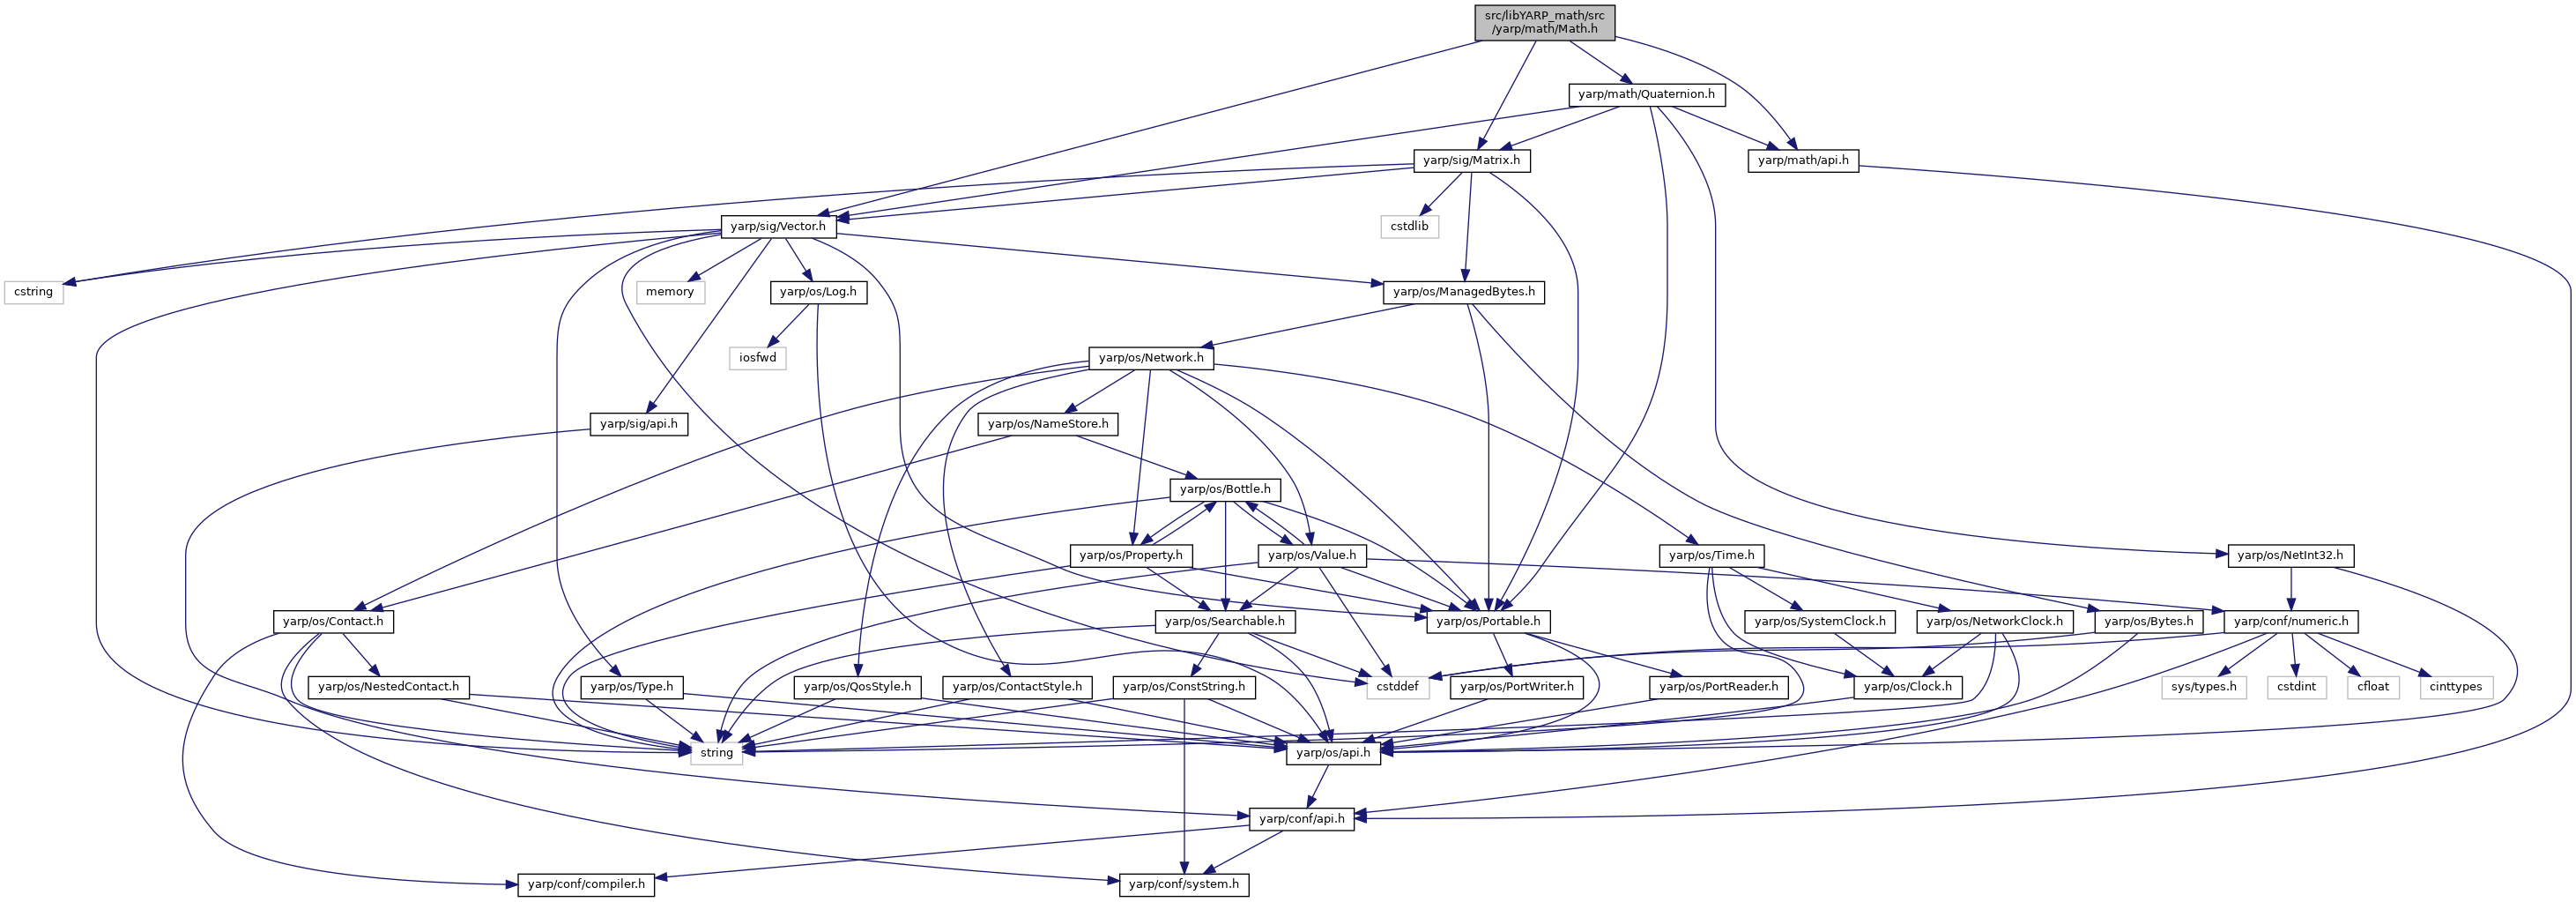 src/libYARP_math/src
/yarp/math/Math.h
yarp/math/Quaternion.h
yarp/sig/Matrix.h
yarp/math/api.h
yarp/sig/Vector.h
cstdlib
cstring
memory
yarp/os/Log.h
yarp/os/ManagedBytes.h
iosfwd
yarp/os/Network.h
yarp/sig/api.h
yarp/os/NameStore.h
yarp/os/Bottle.h
yarp/os/Property.h
yarp/os/Value.h
yarp/os/Time.h
yarp/os/NetInt32.h
yarp/os/Contact.h
yarp/os/Searchable.h
yarp/os/Portable.h
yarp/os/SystemClock.h
yarp/os/NetworkClock.h
yarp/os/Bytes.h
yarp/conf/numeric.h
yarp/os/NestedContact.h
yarp/os/Type.h
yarp/os/QosStyle.h
yarp/os/ContactStyle.h
yarp/os/ConstString.h
cstddef
yarp/os/PortWriter.h
yarp/os/PortReader.h
yarp/os/Clock.h
sys/types.h
cstdint
cfloat
cinttypes
string
yarp/os/api.h
yarp/conf/api.h
yarp/conf/compiler.h
yarp/conf/system.h